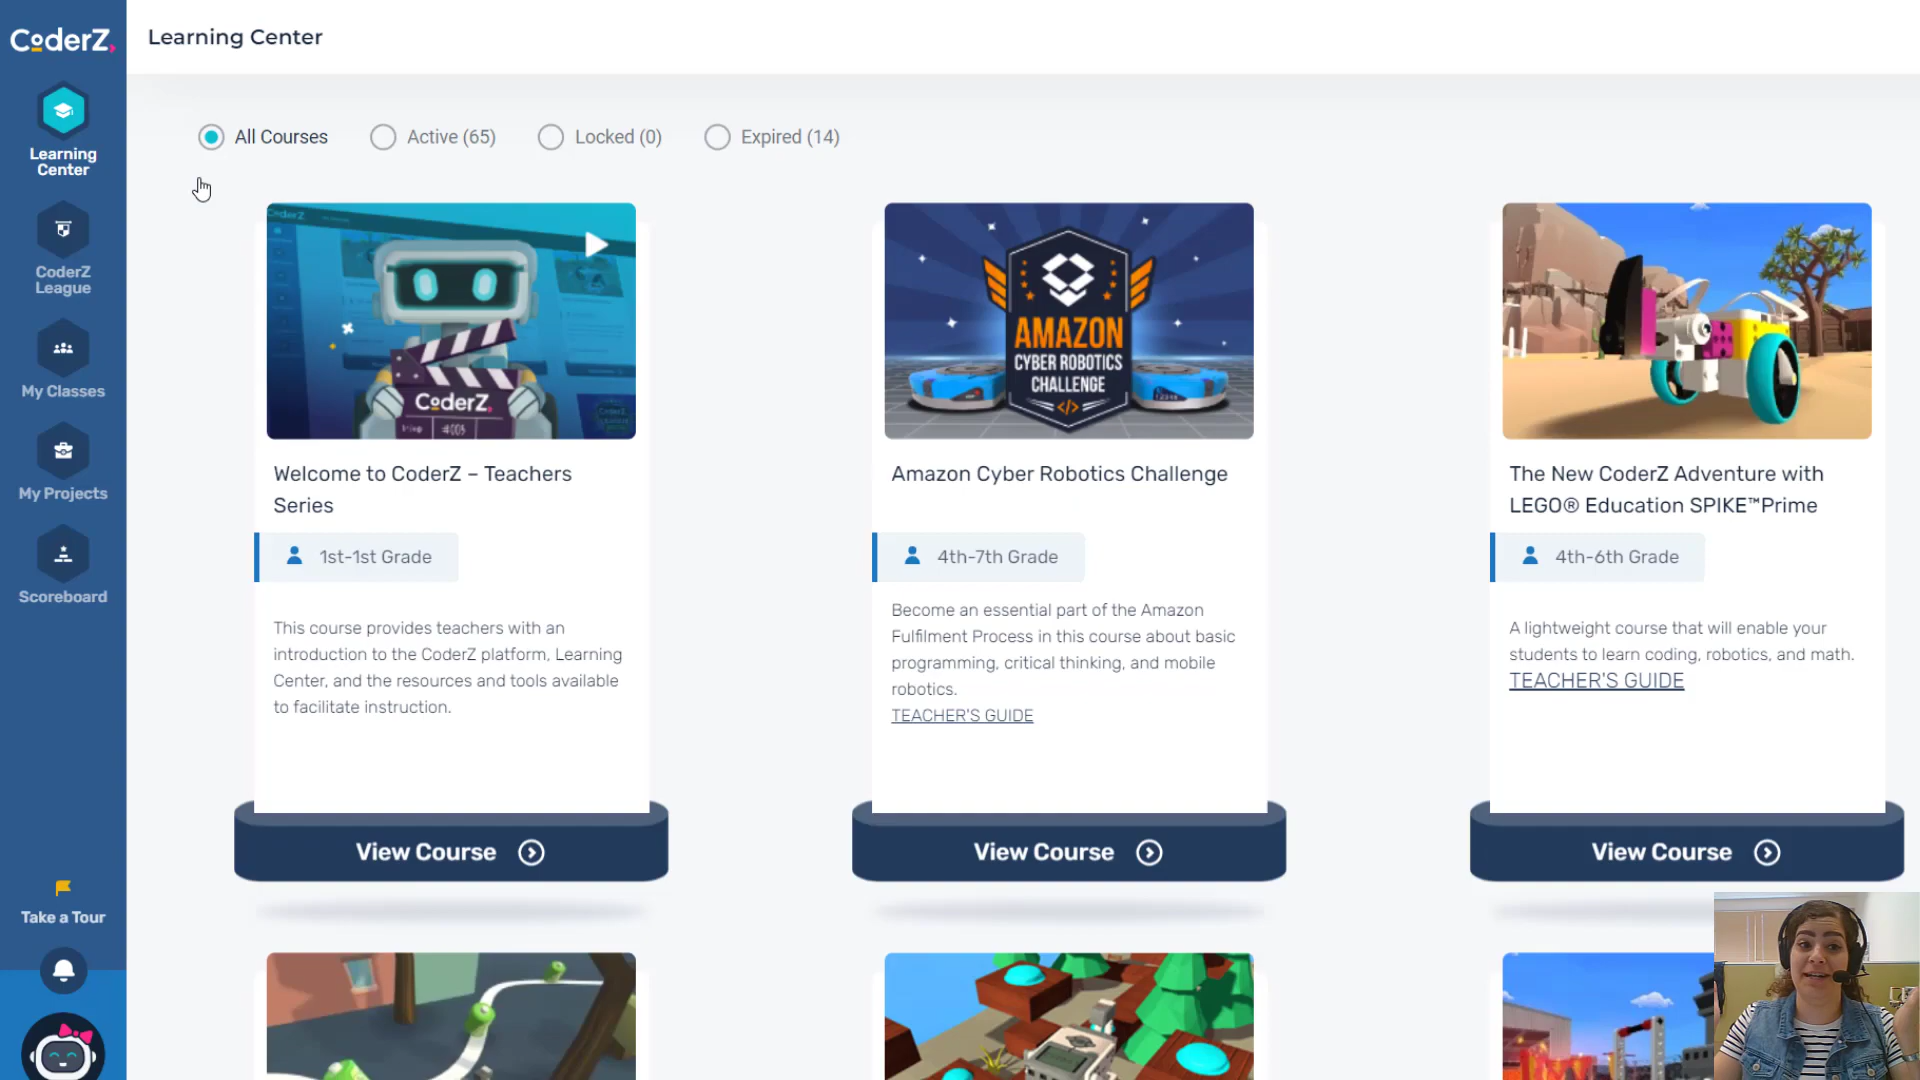 CoderZ
Learning Center
Learning
Center
CoderZ
League
My Classes
My Projects
Scoreboard
Take a Tour
All Courses
Active (65)
Locked (0)
Expired (14)
CoderZ
CoderZ
Welcome to CoderZ – Teachers
Series
1st-1st Grade
This course provides teachers with an
introduction to the CoderZ platform, Learning
Center, and the resources and tools available
to facilitate instruction.
View Course
AMAZON
CYBER ROBOTICS
CHALLENGE
</>
Amazon Cyber Robotics Challenge
4th-7th Grade
Become an essential part of the Amazon
Fulfilment Process in this course about basic
programming, critical thinking, and mobile
robotics.
TEACHER'S GUIDE
View Course
The New CoderZ Adventure with
LEGO® Education SPIKE™Prime
4th-6th Grade
A lightweight course that will enable your
students to learn coding, robotics, and math.
TEACHER'S GUIDE
View Course